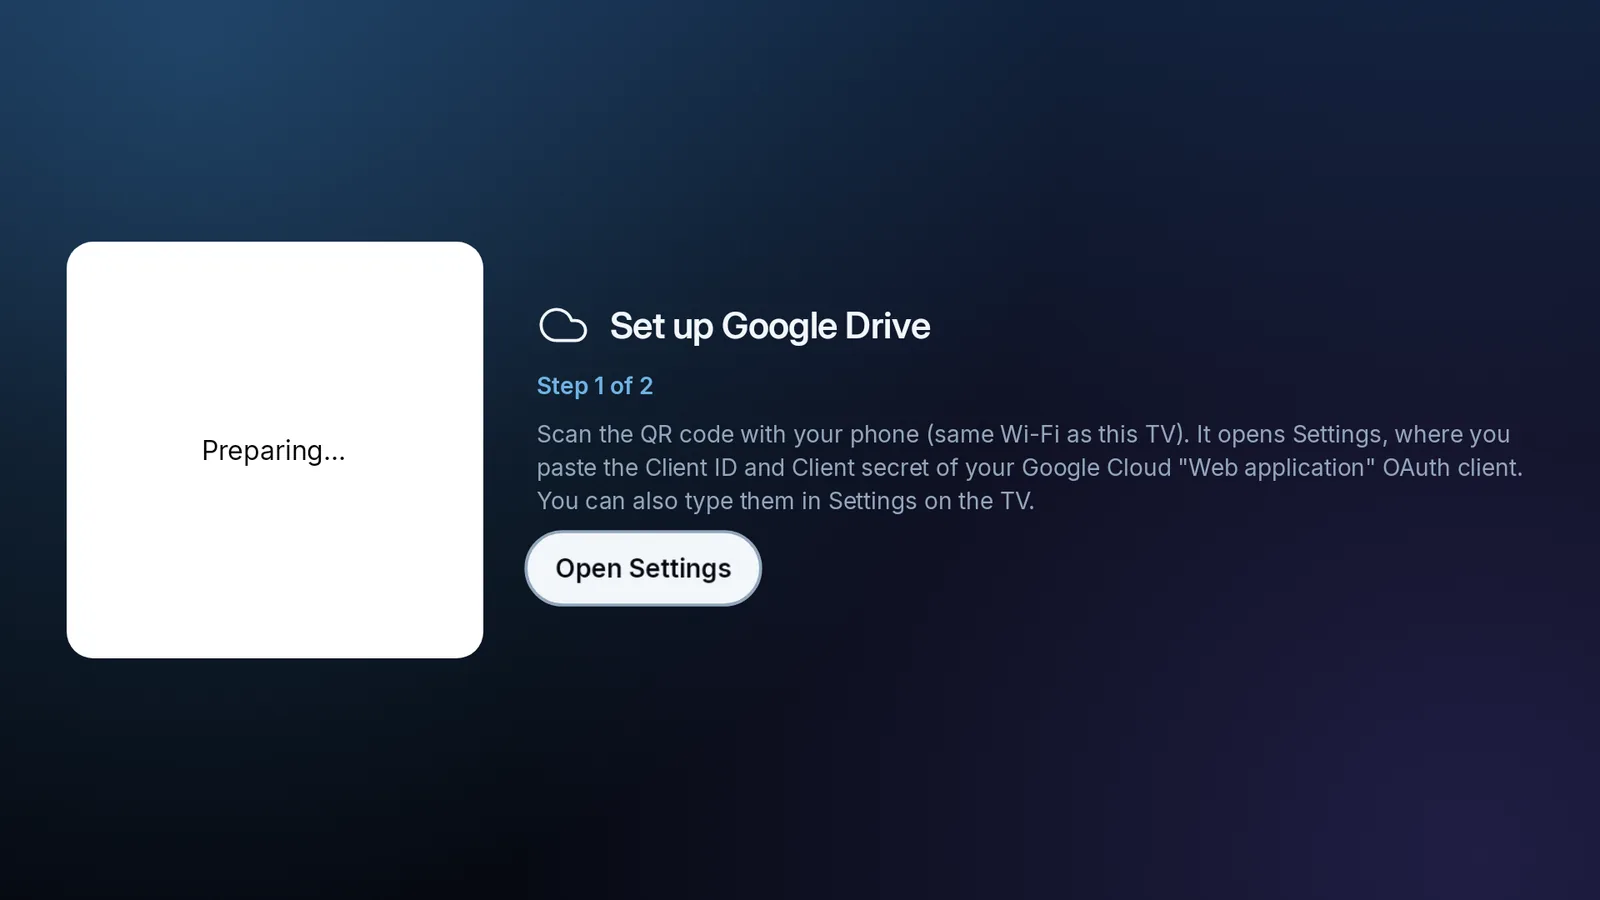 Preparing...
Set up Google Drive
Step 1 of 2
Scan the QR code with your phone (same Wi-Fi as this TV). It opens Settings, where you
paste the Client ID and Client secret of your Google Cloud "Web application" OAuth client.
You can also type them in Settings on the TV.
Open Settings